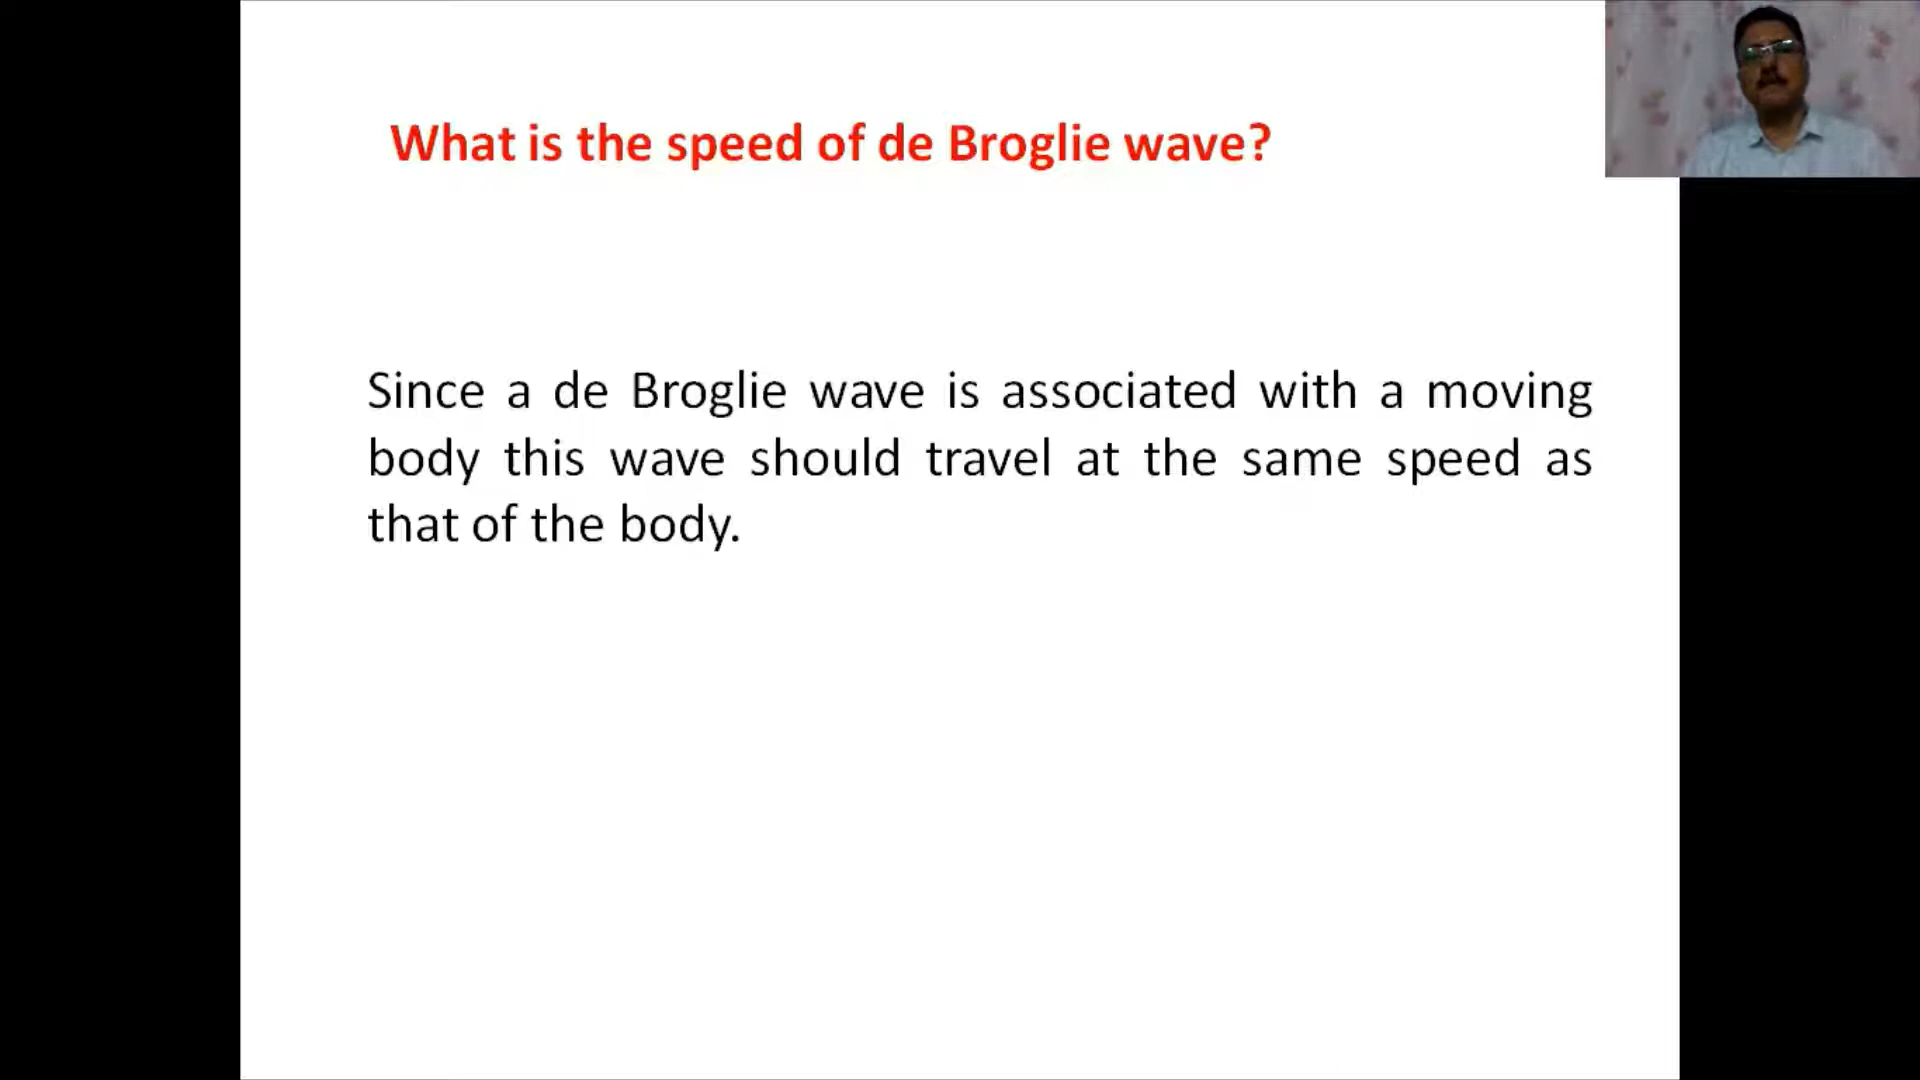 What is the speed of de Broglie wave?
Since a de Broglie wave is associated with a moving
body this wave should travel at the same speed as
that of the body.